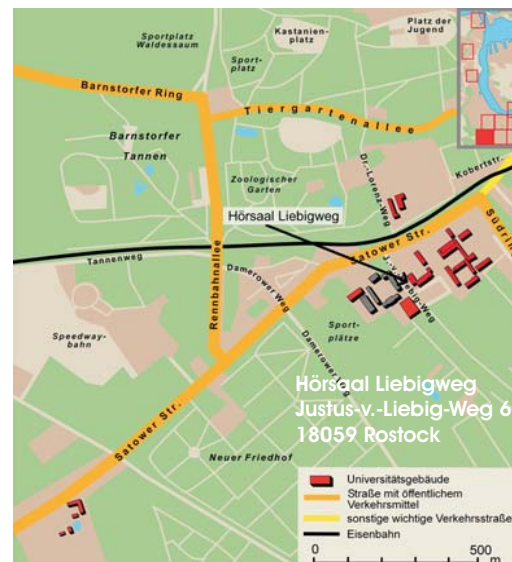 Sportplatz
Waldessaum
Kastanien-
platz
Platz der
Jugend
Sport-
platz
Barnstorfer Ring
Tiergartenallee
Barnstorfer
Tannen
Dr.-Lorenz-Weg
Kobertstr.
Zoologischer
Garten
Hörsaal Liebigweg
Satower Str.
Südrin
Tannenweg
Rennbahnallee
Damerower Weg
J.-v.-Liebig-Weg
Speedway-
bahn
Sport-
plätze
Damerower Weg
Hörsaal Liebigweg
Justus-v.-Liebig-Weg 6
18059 Rostock
Satower Str.
Neuer Friedhof
Universitätsgebäude
Straße mit öffentlichem
Verkehrsmittel
sonstige wichtige Verkehrsstraße
Eisenbahn
0 500
m